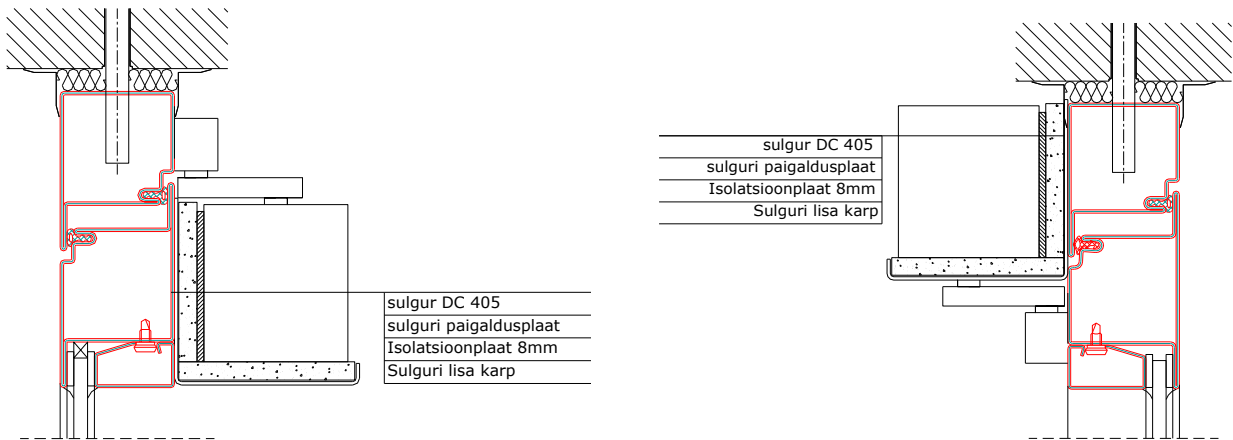 sulgur DC 405
sulguri paigaldusplaat
Isolatsioonplaat 8mm
Sulguri lisa karp
sulgur DC 405
sulguri paigaldusplaat
Isolatsioonplaat 8mm
Sulguri lisa karp